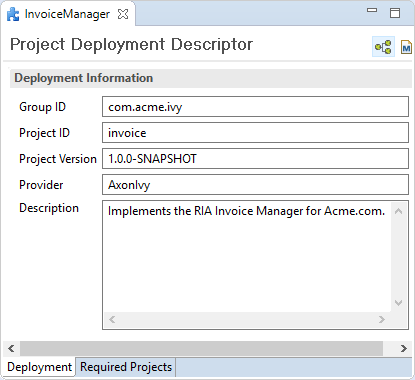 InvoiceManager
Project Deployment Descriptor
M
Deployment Information
Group ID com.acme.ivy
Project ID invoice
Project Version 1.0.0-SNAPSHOT
Provider AxonIvy
Description Implements the RIA Invoice Manager for Acme.com.
Deployment Required Projects